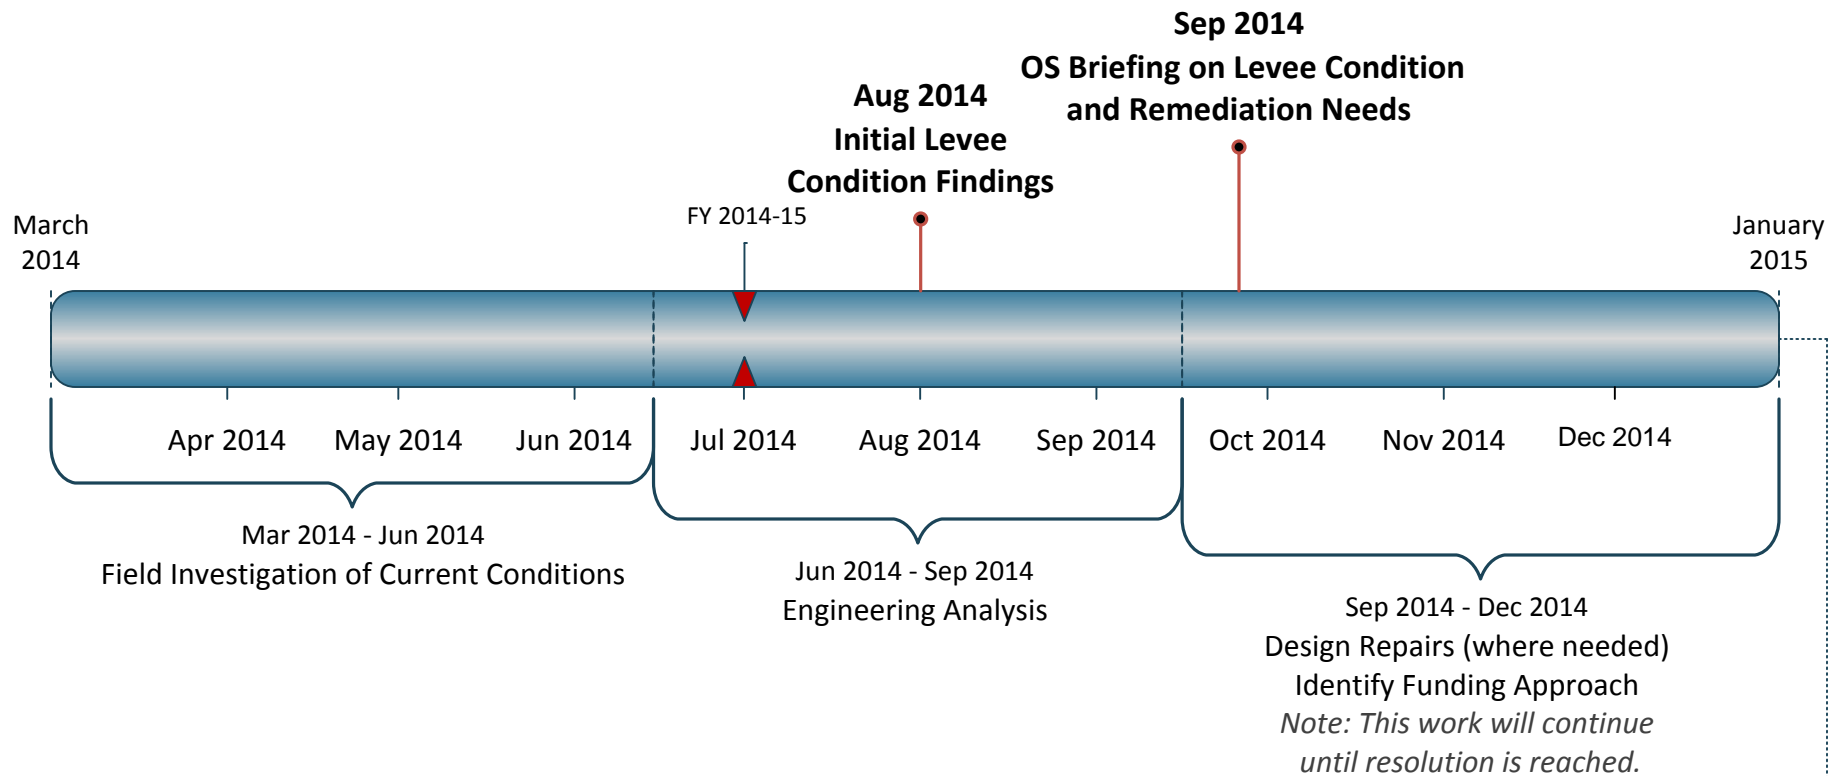 Sep 2014
OS Briefing on Levee Condition
and Remediation Needs
Aug 2014
Initial Levee
Condition Findings
FY 2014-15
March
2014
January
2015
Apr 2014
May 2014
Jun 2014
Jul 2014
Aug 2014
Sep 2014
Oct 2014
Nov 2014
Dec 2014
Mar 2014 - Jun 2014
Field Investigation of Current Conditions
Jun 2014 - Sep 2014
Engineering Analysis
Sep 2014 - Dec 2014
Design Repairs (where needed)
Identify Funding Approach
Note: This work will continue
until resolution is reached.